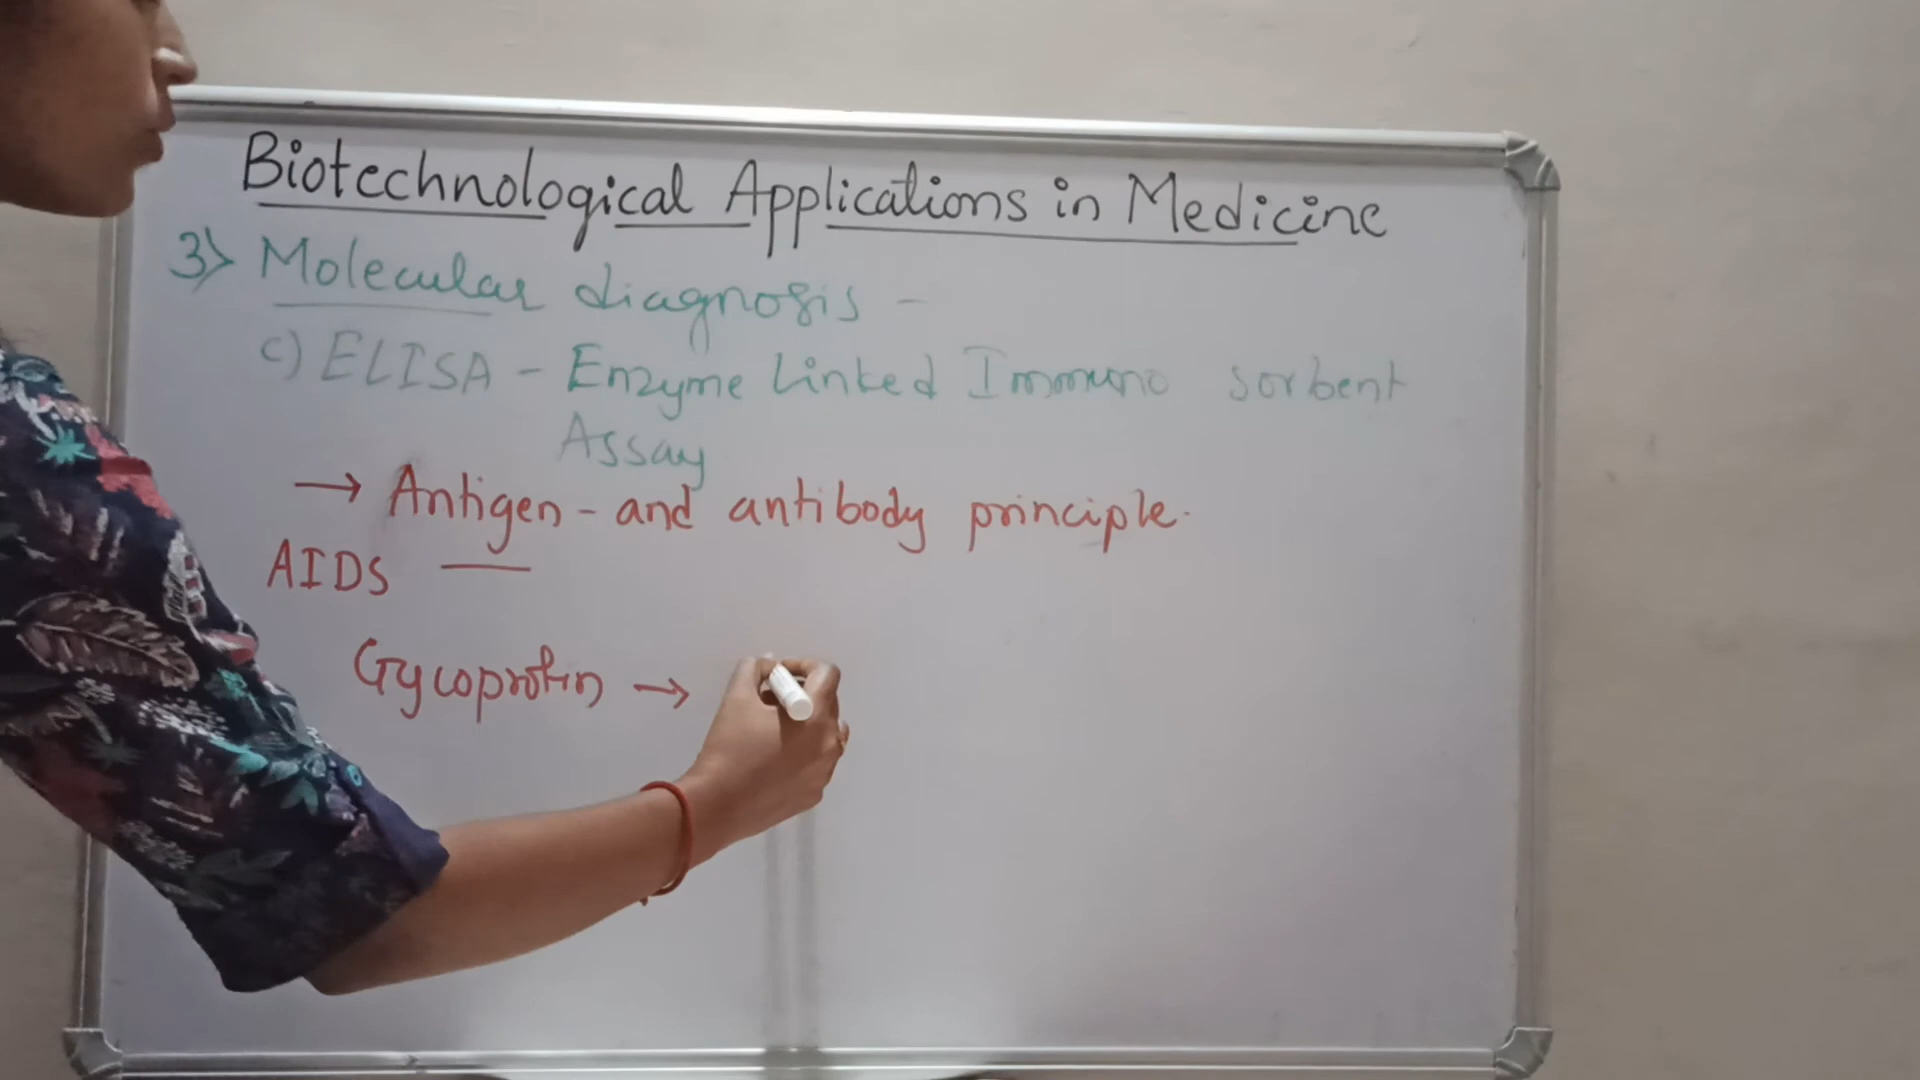 Biotechnological Applications in Medicine
3> Molecular diagnosis -
c) ELISA - Enzyme Linked Immuno sorbent
Assay
→ Antigen - and antibody principle.
AIDS —
Gycoprotin →